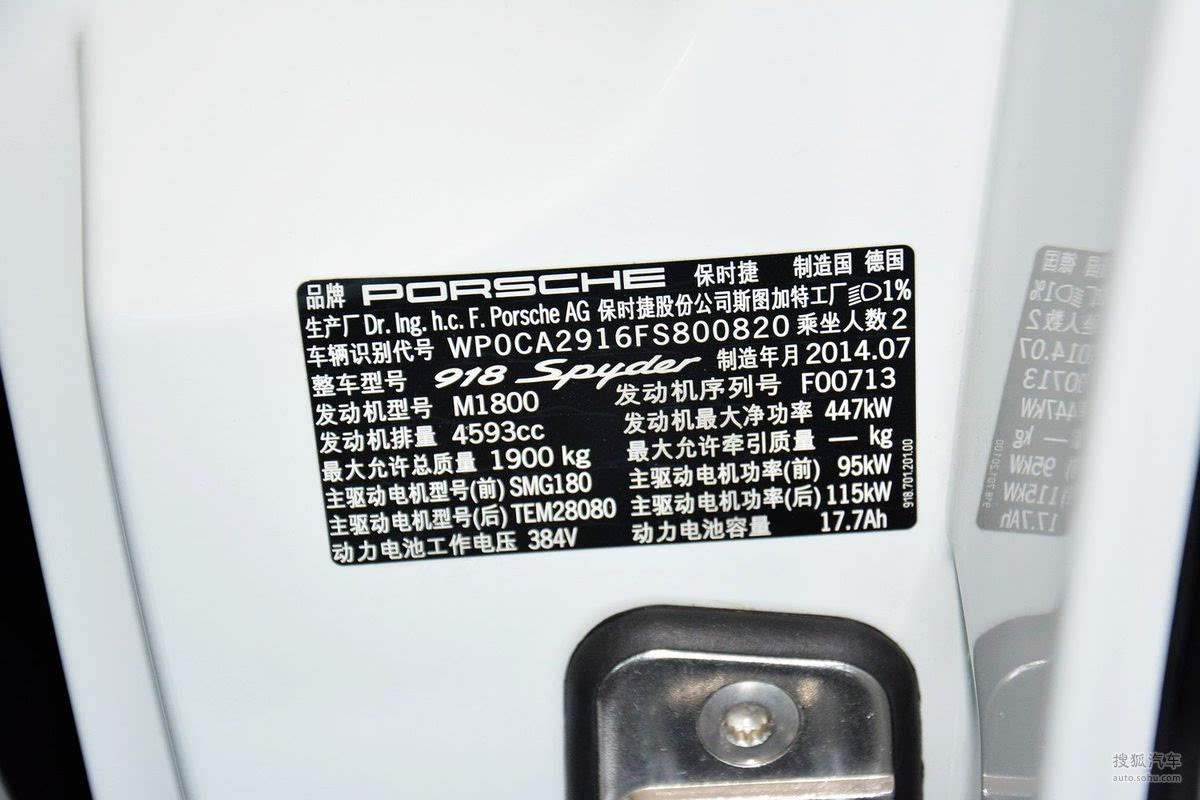 品牌 PORSCHE 保时捷 制造国 德国
生产厂 Dr. Ing. h.c. F. Porsche AG 保时捷股份公司斯图加特工厂 1%
车辆识别代号 WP0CA2916FS800820 乘坐人数 2
整车型号 918 Spyder 制造年月 2014.07
发动机型号 M1800 发动机序列号 F00713
发动机排量 4593cc 发动机最大净功率 447kW
最大允许总质量 1900 kg 最大允许牵引质量 — kg
主驱动电机型号(前) SMG180 主驱动电机功率(前) 95kW
主驱动电机型号(后) TEM28080 主驱动电机功率(后) 115kW
动力电池工作电压 384V 动力电池容量 17.7Ah
918.701.201.00
搜狐汽车
auto.sohu.com